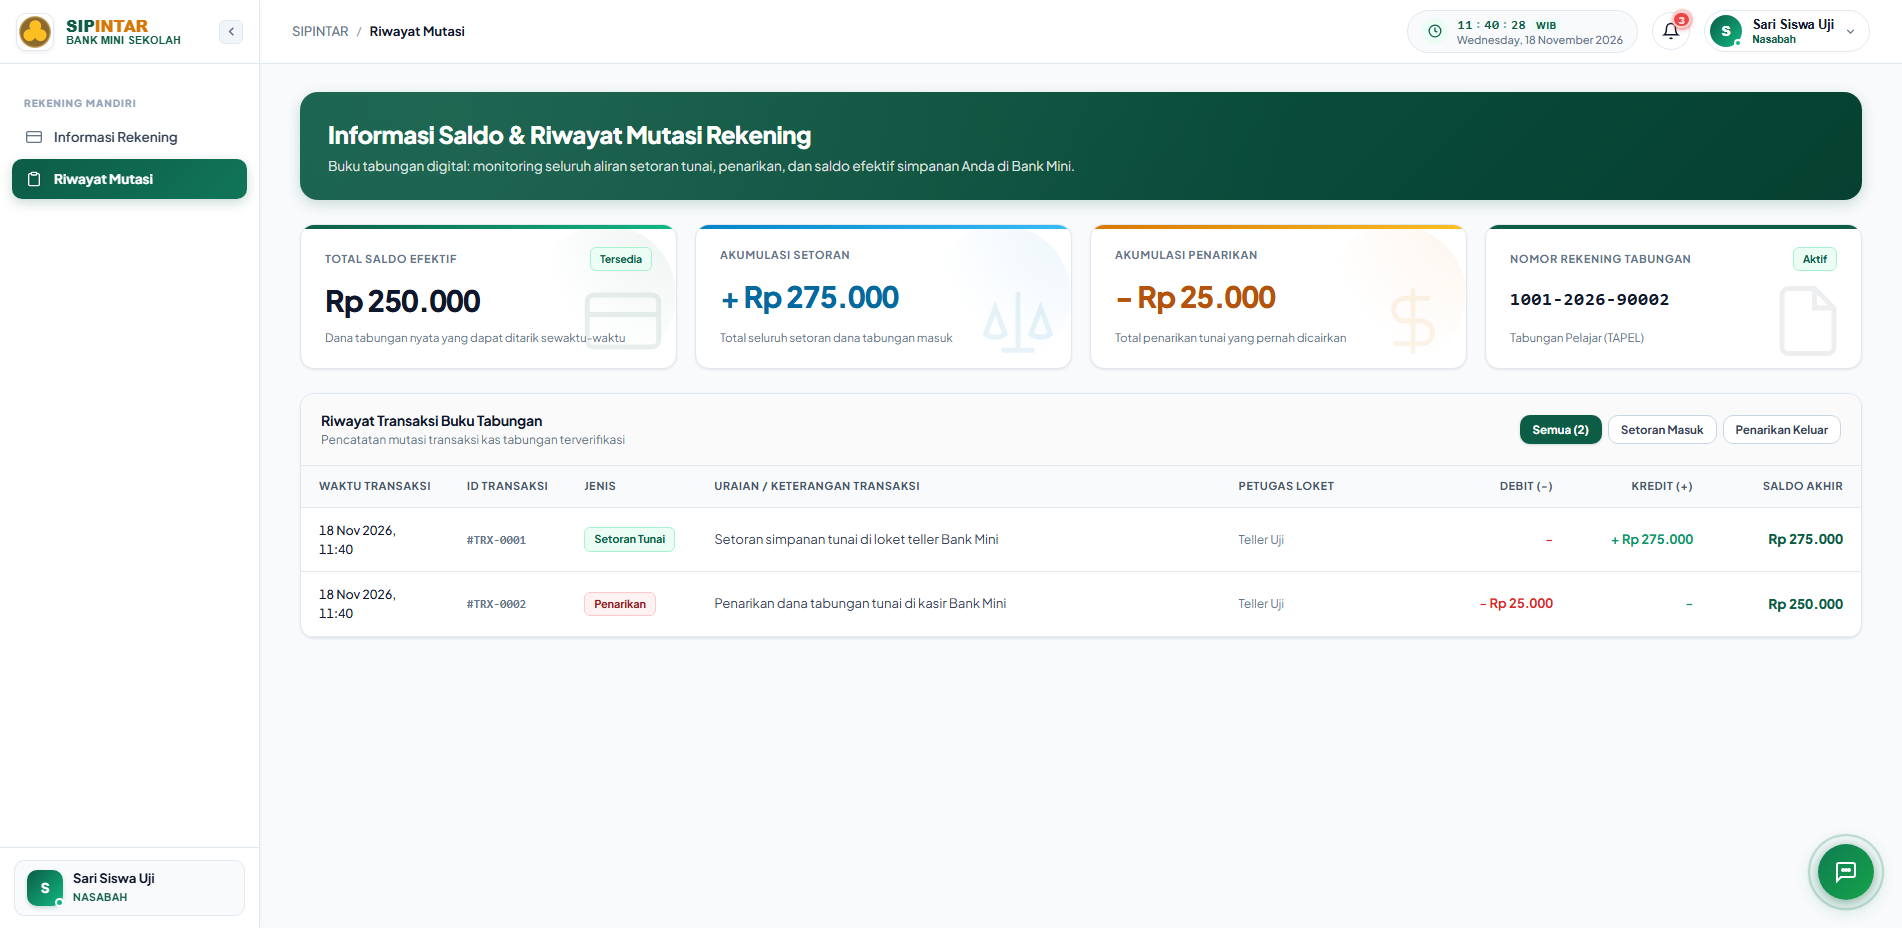 SIPINTAR
BANK MINI SEKOLAH
SIPINTAR / Riwayat Mutasi
11 : 40 : 28 WIB
Wednesday, 18 November 2026
3
S
Sari Siswa Uji
Nasabah
REKENING MANDIRI
Informasi Rekening
Riwayat Mutasi
Informasi Saldo & Riwayat Mutasi Rekening
Buku tabungan digital: monitoring seluruh aliran setoran tunai, penarikan, dan saldo efektif simpanan Anda di Bank Mini.
TOTAL SALDO EFEKTIF
Tersedia
Rp 250.000
Dana tabungan nyata yang dapat ditarik sewaktu-waktu
AKUMULASI SETORAN
+ Rp 275.000
Total seluruh setoran dana tabungan masuk
AKUMULASI PENARIKAN
- Rp 25.000
Total penarikan tunai yang pernah dicairkan
NOMOR REKENING TABUNGAN
Aktif
1001-2026-90002
Tabungan Pelajar (TAPEL)
Riwayat Transaksi Buku Tabungan
Pencatatan mutasi transaksi kas tabungan terverifikasi
Semua (2) Setoran Masuk Penarikan Keluar
WAKTU TRANSAKSI ID TRANSAKSI JENIS URAIAN / KETERANGAN TRANSAKSI PETUGAS LOKET DEBIT (-) KREDIT (+) SALDO AKHIR
18 Nov 2026,
11:40
#TRX-0001 Setoran Tunai Setoran simpanan tunai di loket teller Bank Mini Teller Uji - + Rp 275.000 Rp 275.000
18 Nov 2026,
11:40
#TRX-0002 Penarikan Penarikan dana tabungan tunai di kasir Bank Mini Teller Uji - Rp 25.000 - Rp 250.000
S
Sari Siswa Uji
NASABAH